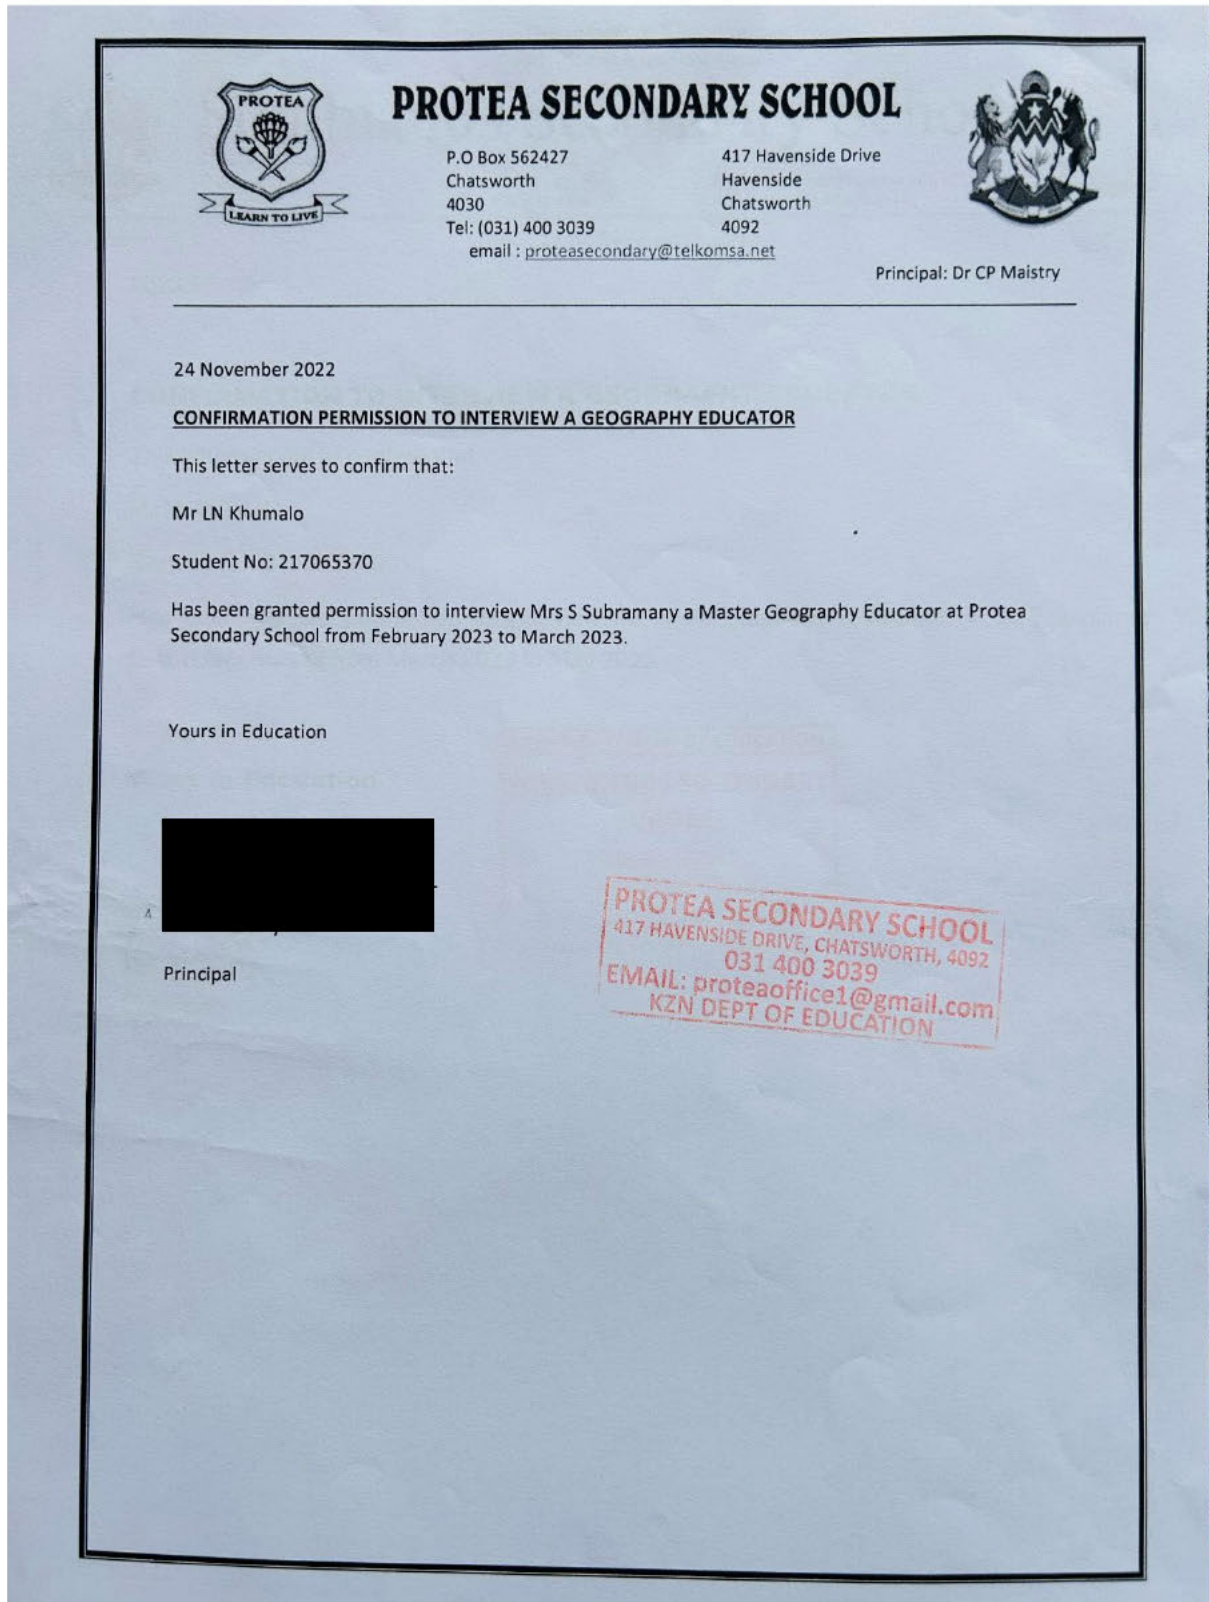 PROTEA
LEARN TO LIVE
PROTEA SECONDARY SCHOOL
P.O Box 562427
Chatsworth
4030
Tel: (031) 400 3039
417 Havenside Drive
Havenside
Chatsworth
4092
email : proteasecondary@telkomsa.net
Principal: Dr CP Maistry
24 November 2022
CONFIRMATION PERMISSION TO INTERVIEW A GEOGRAPHY EDUCATOR
This letter serves to confirm that:
Mr LN Khumalo
Student No: 217065370
Has been granted permission to interview Mrs S Subramany a Master Geography Educator at Protea
Secondary School from February 2023 to March 2023.
Yours in Education
Principal
PROTEA SECONDARY SCHOOL
417 HAVENSIDE DRIVE, CHATSWORTH, 4092
031 400 3039
EMAIL: proteaoffice1@gmail.com
KZN DEPT OF EDUCATION